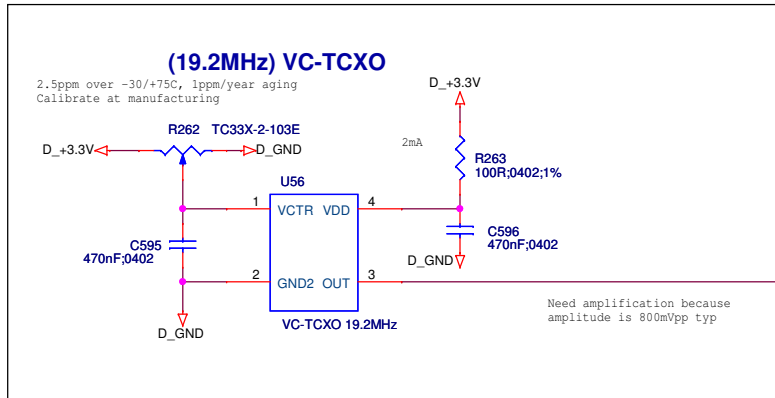 (19.2MHz) VC-TCXO
2.5ppm over -30/+75C, 1ppm/year aging
Calibrate at manufacturing
D_+3.3V
R262 TC33X-2-103E
D_+3.3V
D_GND
2mA
R263
100R;0402;1%
U56
1
VCTR VDD
4
C595
470nF;0402
C596
470nF;0402
D_GND
2
GND2 OUT
3
D_GND
VC-TCXO 19.2MHz
Need amplification because
amplitude is 800mVpp typ